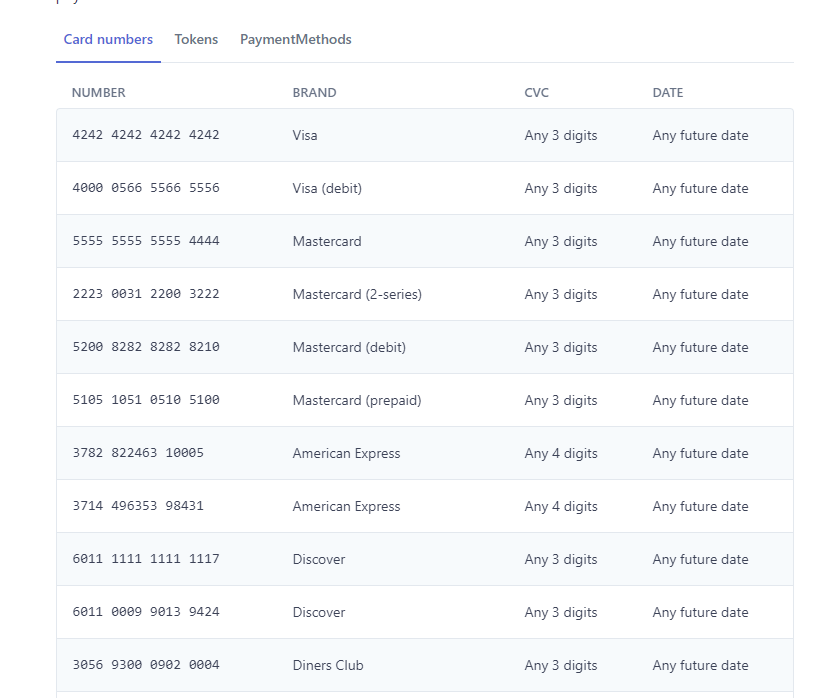 Card numbers Tokens PaymentMethods
NUMBER BRAND CVC DATE
4242 4242 4242 4242 Visa Any 3 digits Any future date
4000 0566 5566 5556 Visa (debit) Any 3 digits Any future date
5555 5555 5555 4444 Mastercard Any 3 digits Any future date
2223 0031 2200 3222 Mastercard (2-series) Any 3 digits Any future date
5200 8282 8282 8210 Mastercard (debit) Any 3 digits Any future date
5105 1051 0510 5100 Mastercard (prepaid) Any 3 digits Any future date
3782 822463 10005 American Express Any 4 digits Any future date
3714 496353 98431 American Express Any 4 digits Any future date
6011 1111 1111 1117 Discover Any 3 digits Any future date
6011 0009 9013 9424 Discover Any 3 digits Any future date
3056 9300 0902 0004 Diners Club Any 3 digits Any future date